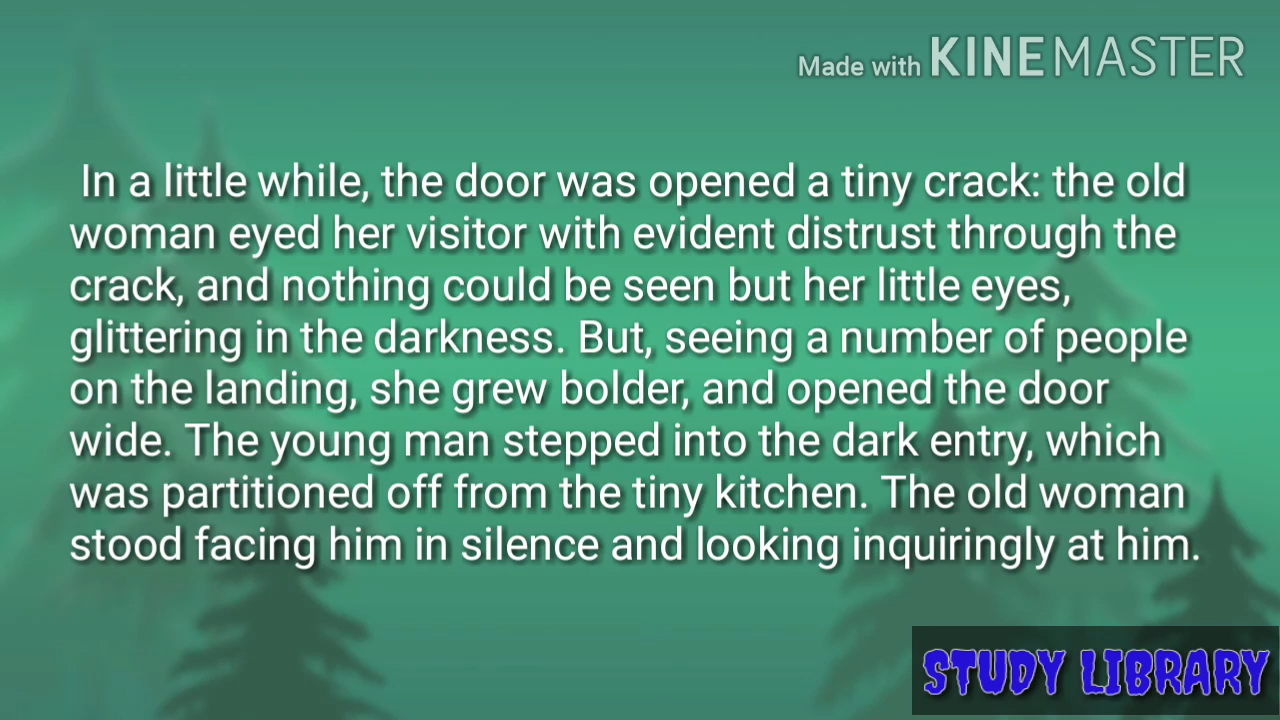 Made with KINEMASTER
In a little while, the door was opened a tiny crack: the old
woman eyed her visitor with evident distrust through the
crack, and nothing could be seen but her little eyes,
glittering in the darkness. But, seeing a number of people
on the landing, she grew bolder, and opened the door
wide. The young man stepped into the dark entry, which
was partitioned off from the tiny kitchen. The old woman
stood facing him in silence and looking inquiringly at him.
STUDY LIBRARY